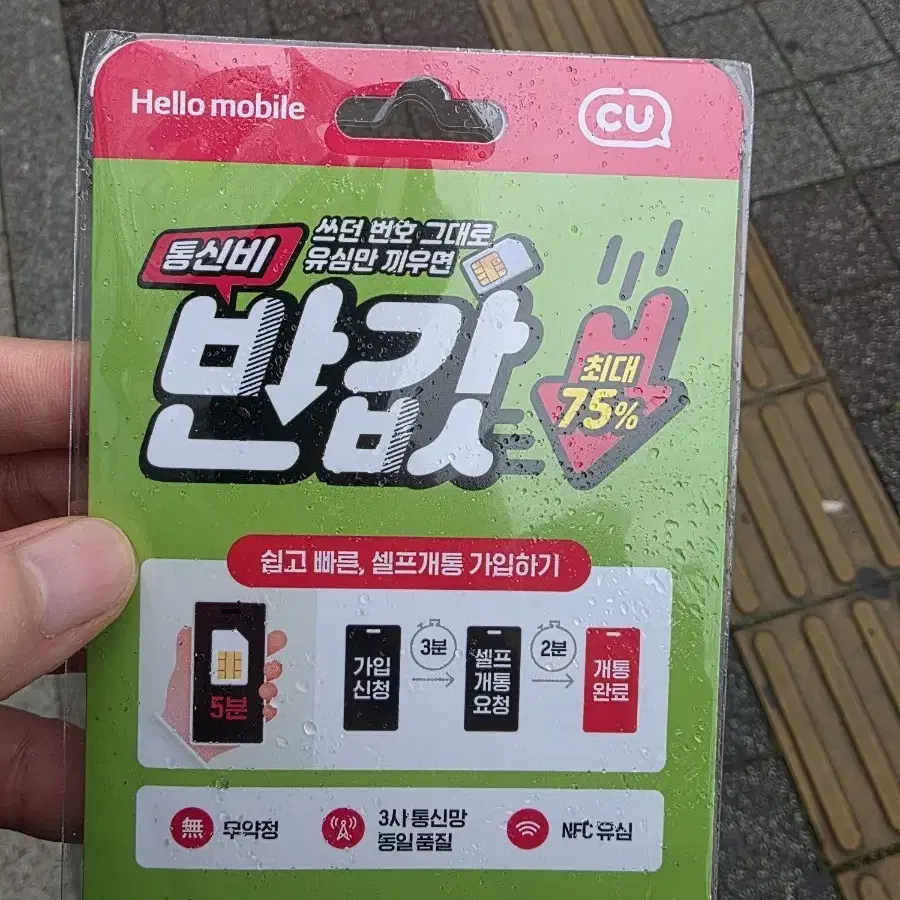 Hello mobile
CU
통신비
쓰던 번호 그대로
유심만 끼우면
반값
최대
75%
쉽고 빠른, 셀프개통 가입하기
5분
가입
신청
3분
셀프
개통
요청
2분
개통
완료
無 무약정
3사 통신망
동일 품질
NFC 유심